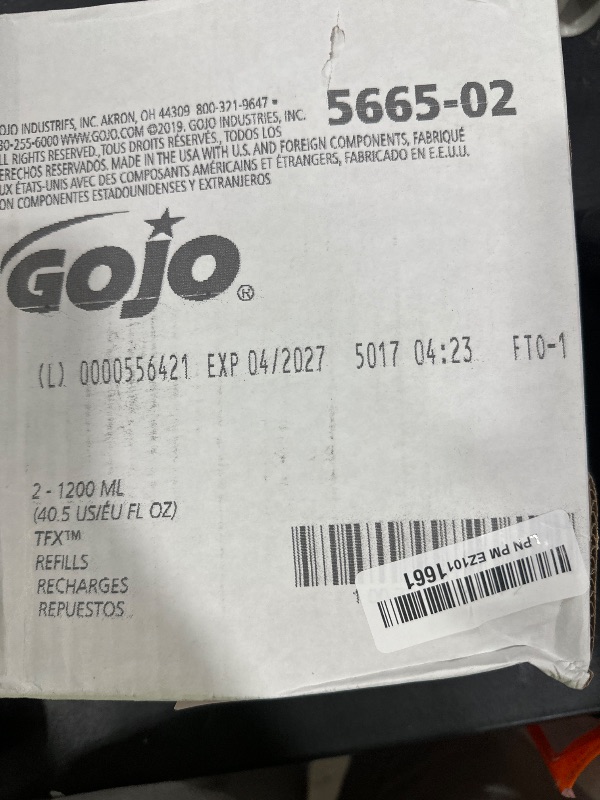 OJO INDUSTRIES, INC. AKRON, OH 44309 800-321-9647 •
30-255-6000 WWW.GOJO.COM ©2019. GOJO INDUSTRIES, INC.
LL RIGHTS RESERVED. TOUS DROITS RÉSERVÉS, TODOS LOS
ERECHOS RESERVADOS. MADE IN THE USA WITH U.S. AND FOREIGN COMPONENTS, FABRIQUÉ
UX ÉTATS-UNIS AVEC DES COMPOSANTS AMÉRICAINS ET ÉTRANGERS, FABRICADO EN E.E.U.U.
ON COMPONENTES ESTADOUNIDENSES Y EXTRANJEROS
5665-02
GOJO®
(L) 0000556421 EXP 04/2027 5017 04:23 FTO-1
2 - 1200 ML
(40.5 US/ÉU FL OZ)
TFX™
REFILLS
RECHARGES
REPUESTOS
LPN PM EZ1011661